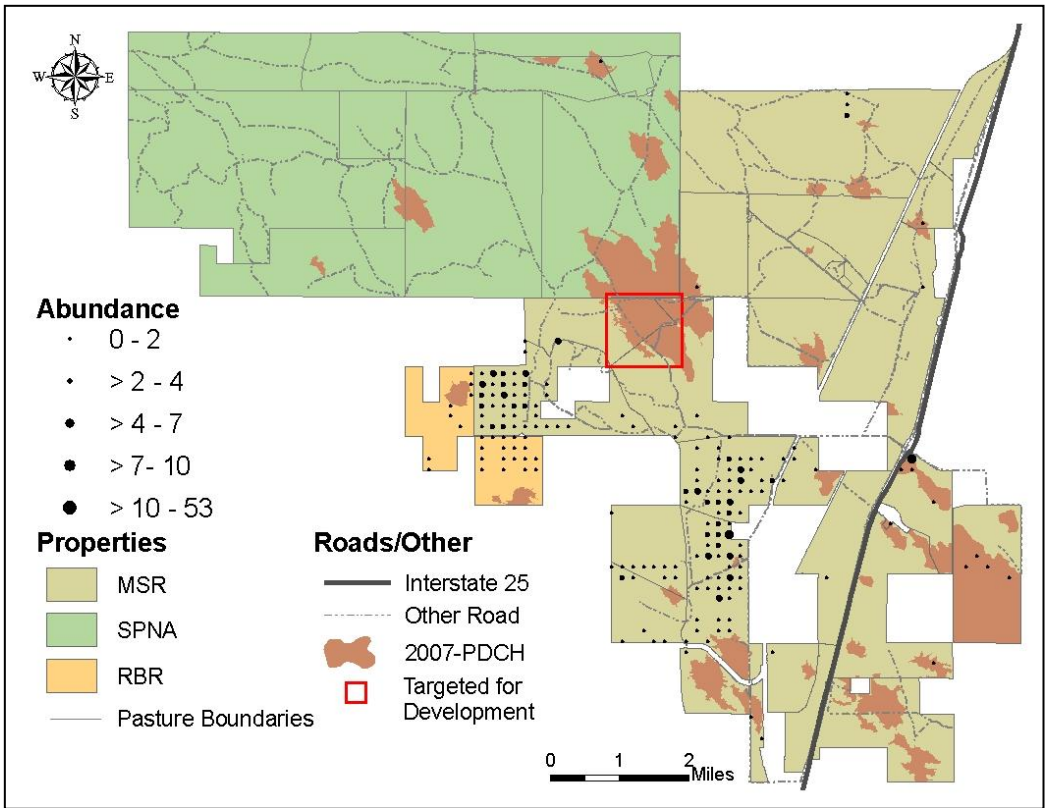 N
W E
S
Abundance
0 - 2
> 2 - 4
> 4 - 7
> 7- 10
> 10 - 53
Properties
MSR
SPNA
RBR
Pasture Boundaries
Roads/Other
Interstate 25
Other Road
2007-PDCH
Targeted for
Development
0 1 2
Miles